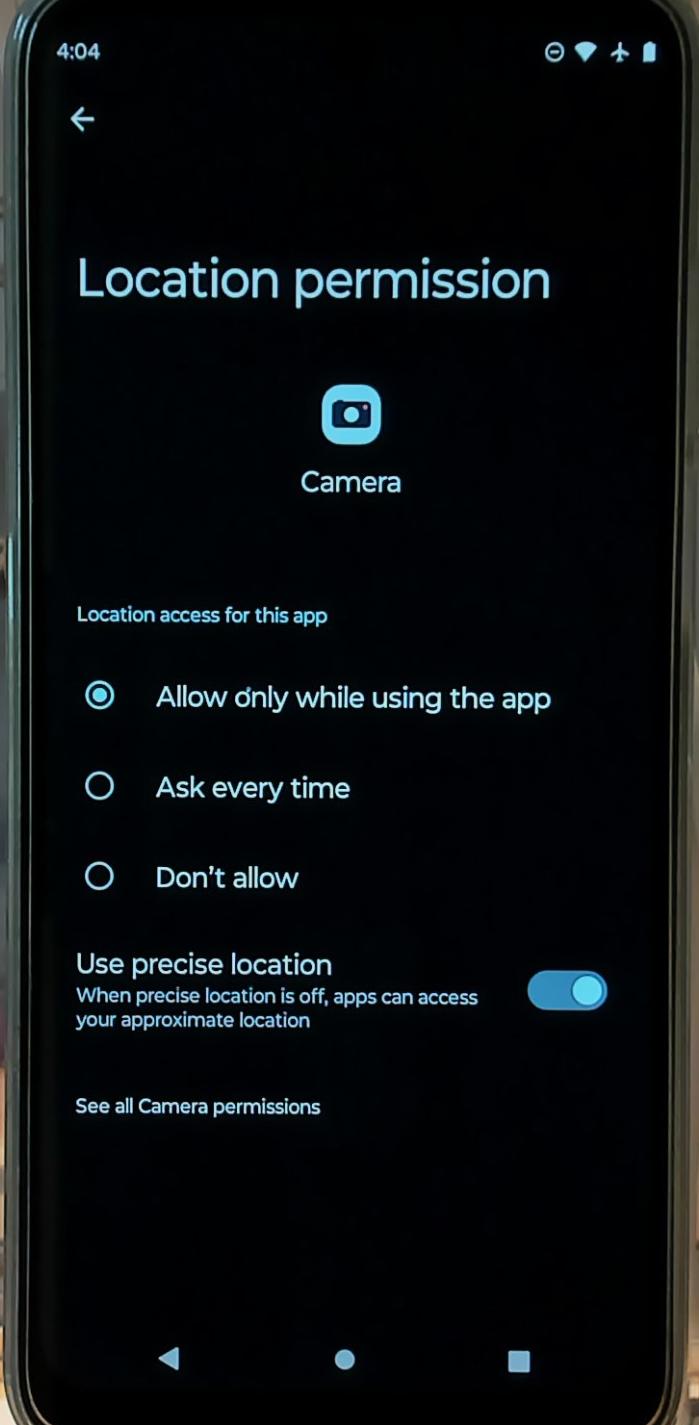 4:04
Location permission
Camera
Location access for this app
Allow only while using the app
Ask every time
Don't allow
Use precise location
When precise location is off, apps can access
your approximate location
See all Camera permissions